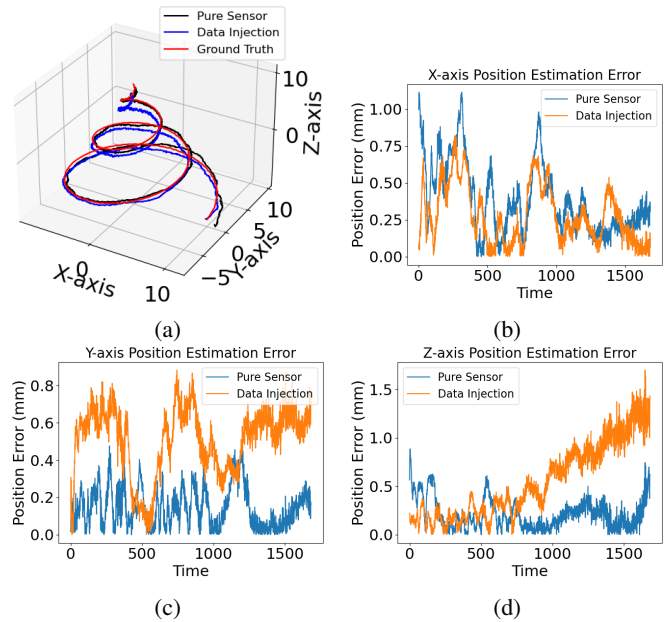 Pure Sensor
Data Injection
Ground Truth
10
0
Z-axis
10
5
0
−5
Y-axis
0
10
X-axis
(a)
X-axis Position Estimation Error
Pure Sensor
Data Injection
1.00
0.75
0.50
0.25
0.00
Position Error (mm)
0 500 1000 1500
Time
(b)
Y-axis Position Estimation Error
Pure Sensor
Data Injection
0.8
0.6
0.4
0.2
0.0
Position Error (mm)
0 500 1000 1500
Time
(c)
Z-axis Position Estimation Error
Pure Sensor
Data Injection
1.5
1.0
0.5
0.0
Position Error (mm)
0 500 1000 1500
Time
(d)